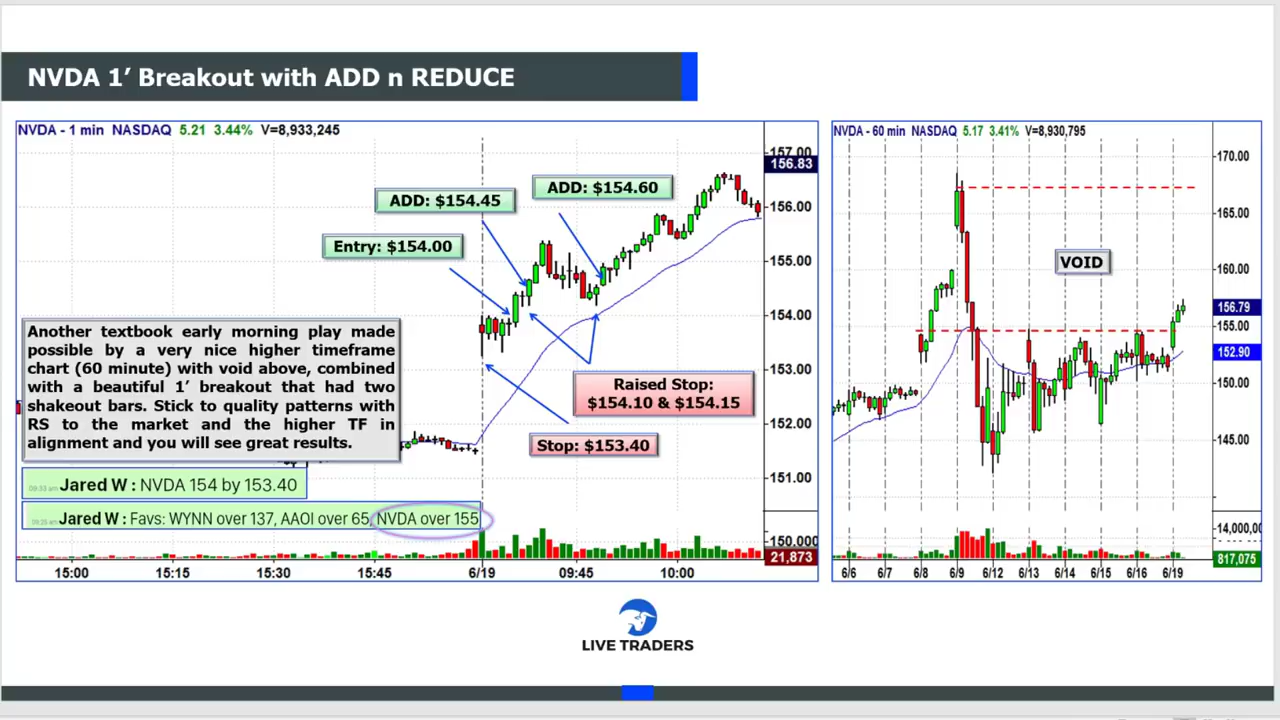 NVDA 1’ Breakout with ADD n REDUCE
NVDA - 1 min NASDAQ 5.21 3.44% V=8,933,245
157.00
156.83
156.00
155.00
154.00
153.00
152.00
151.00
150.000
21,873
ADD: $154.45
ADD: $154.60
Entry: $154.00
Raised Stop:
$154.10 & $154.15
Stop: $153.40
Another textbook early morning play made
possible by a very nice higher timeframe
chart (60 minute) with void above, combined
with a beautiful 1’ breakout that had two
shakeout bars. Stick to quality patterns with
RS to the market and the higher TF in
alignment and you will see great results.
Jared W : NVDA 154 by 153.40
Jared W : Favs: WYNN over 137, AAOI over 65, NVDA over 155
15:00 15:15 15:30 15:45 6/19 09:45 10:00
NVDA - 60 min NASDAQ 5.17 3.41% V=8,930,795
170.00
165.00
160.00
156.79
155.00
152.90
150.00
145.00
14,000,00
817,075
VOID
6/6 6/7 6/8 6/9 6/12 6/13 6/14 6/15 6/16 6/19
LIVE TRADERS